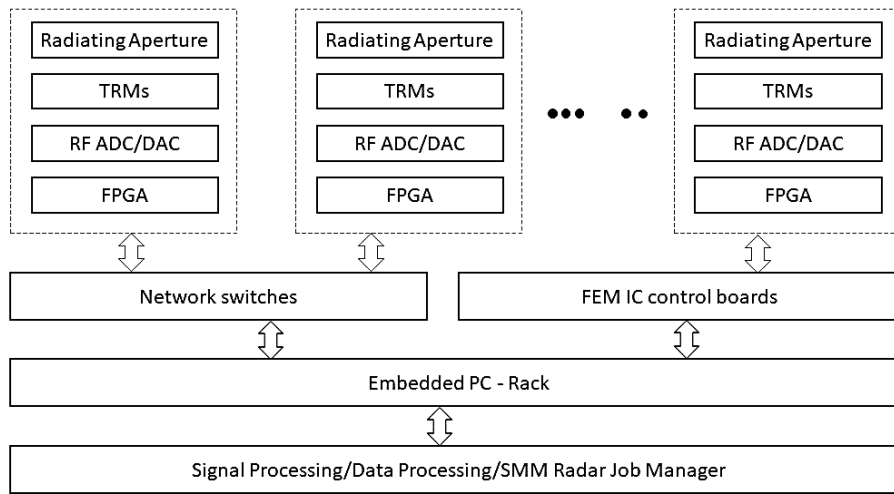 Radiating Aperture
TRMs
RF ADC/DAC
FPGA
Radiating Aperture
TRMs
RF ADC/DAC
FPGA
Radiating Aperture
TRMs
RF ADC/DAC
FPGA
Network switches
FEM IC control boards
Embedded PC - Rack
Signal Processing/Data Processing/SMM Radar Job Manager